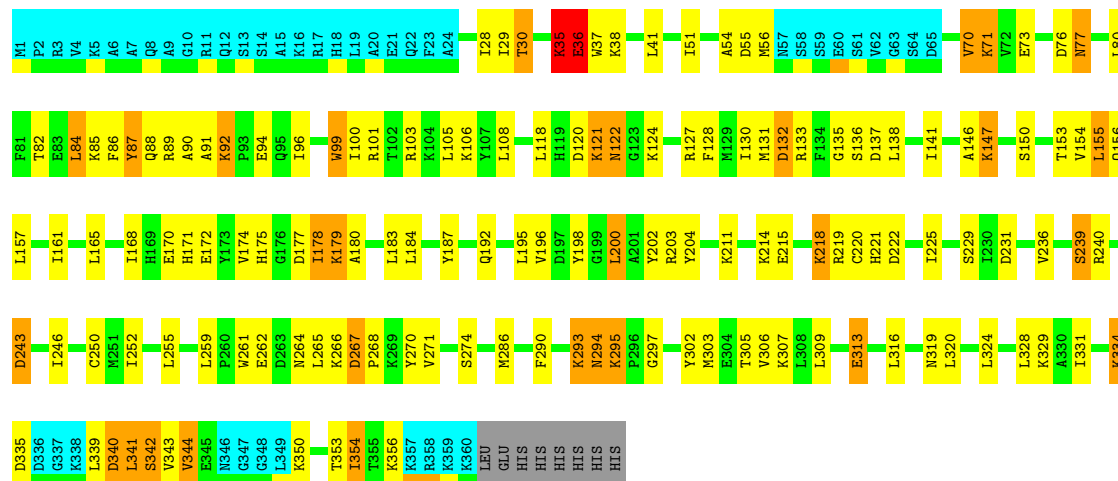 M1 P2 R3 V4 K5 A6 A7 Q8 A9 G10 R11 Q12 S13 S14 A15 K16 R17 H18 L19 A20 E21 Q22 F23 A24 I28 I29 T30 K35 E36 W37 K38 L41 I51 A54 D55 M56 N57 S58 S59 E60 S61 V62 G63 S64 D65 V70 K71 V72 E73 D76 N77 I80
F81 T82 E83 L84 K85 F86 Y87 Q88 R89 A90 A91 K92 P93 E94 Q95 I96 W99 I100 R101 T102 R103 K104 L105 K106 Y107 L108 L118 H119 D120 K121 N122 G123 K124 R127 F128 M129 I130 M131 D132 R133 F134 G135 S136 D137 L138 I141 A146 K147 S150 T153 V154 L155 Q156
L157 I161 L165 I168 H169 E170 H171 E172 Y173 V174 H175 G176 D177 I178 K179 A180 L183 L184 Y187 Q192 L195 V196 D197 Y198 G199 L200 A201 Y202 R203 Y204 K211 K214 E215 K218 R219 C220 H221 D222 I225 S229 I230 D231 V236 S239 R240
D243 I246 C250 M251 I252 L255 L259 P260 W261 E262 D263 N264 L265 K266 D267 P268 K269 Y270 V271 S274 M286 F290 K293 N294 K295 P296 G297 Y302 M303 E304 T305 V306 K307 L308 L309 E313 L316 N319 L320 L324 L328 K329 A330 I331 K334
D335 D336 G337 K338 L339 D340 L341 S342 V343 V344 E345 N346 G347 G348 L349 K350 T353 I354 T355 K356 K357 R358 K359 K360 LEU GLU HIS HIS HIS HIS HIS HIS